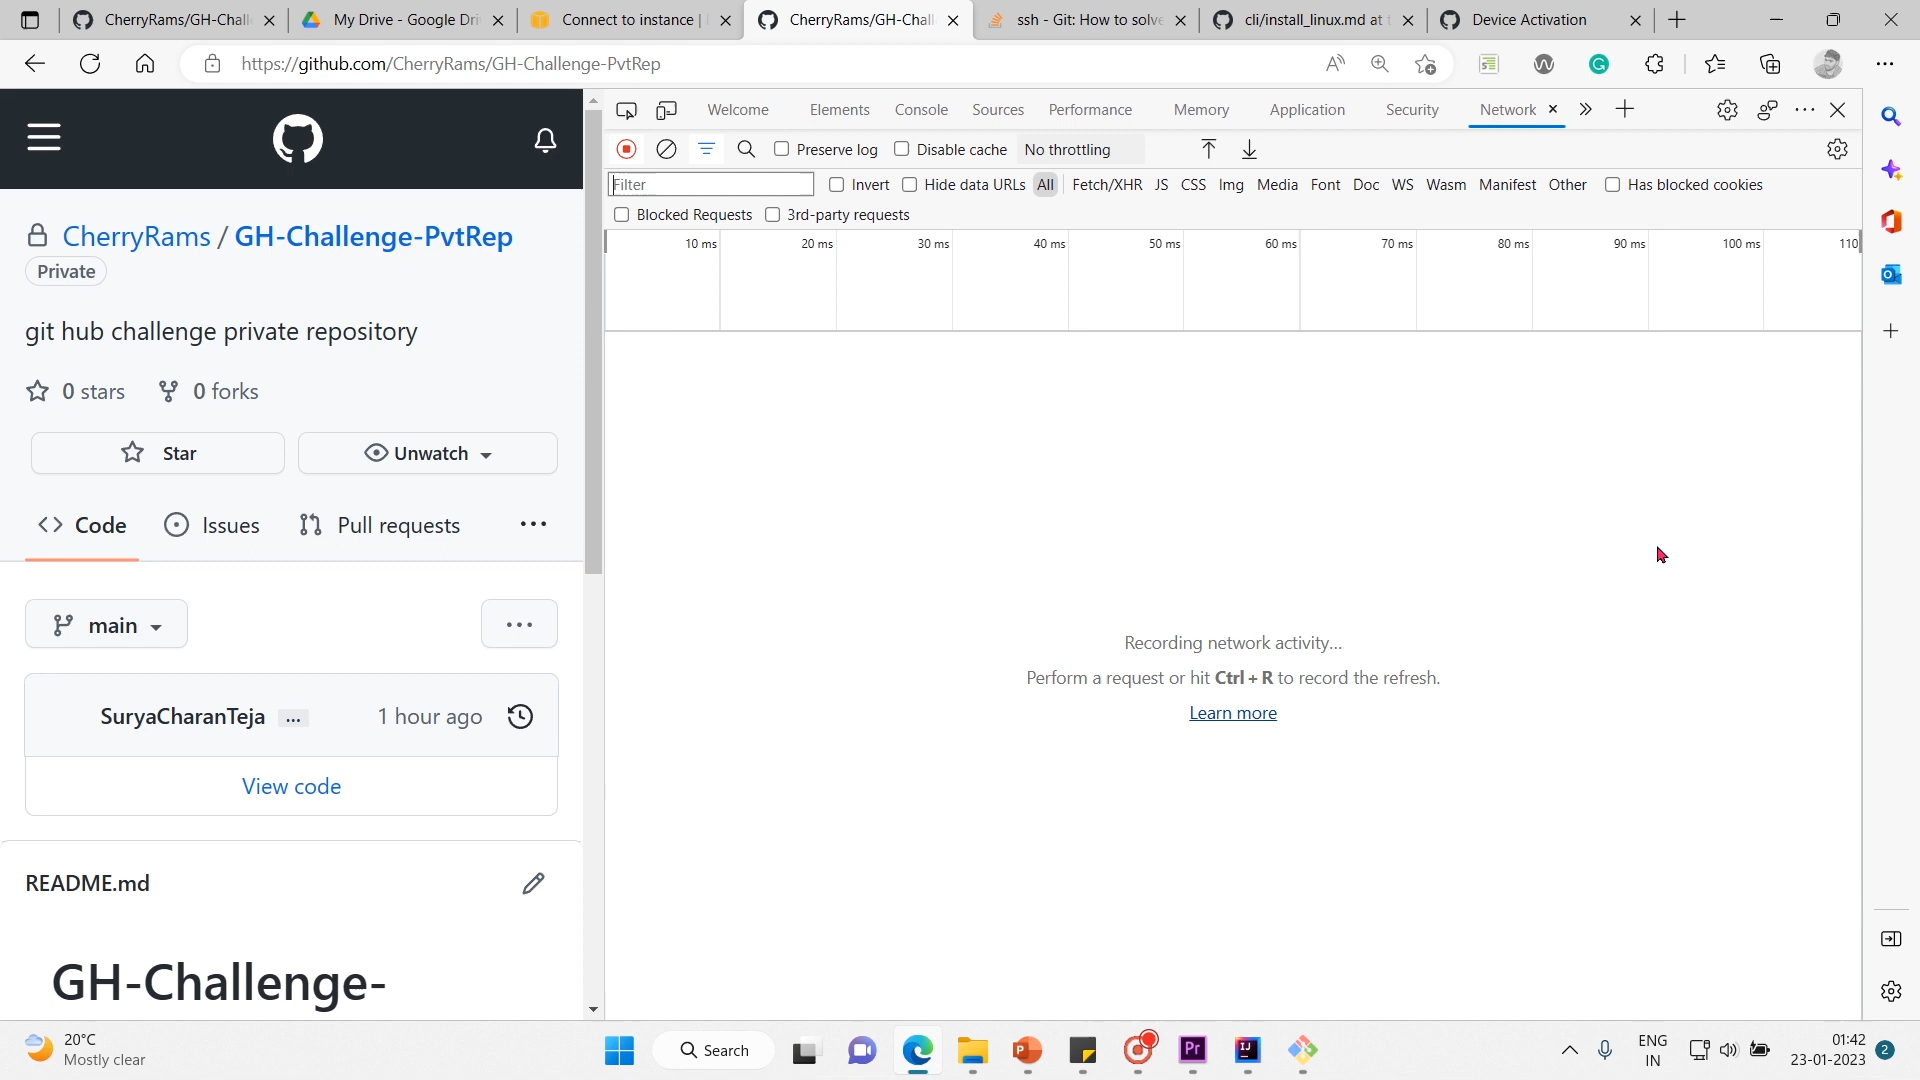 CherryRams/GH-Chall
My Drive - Google Dri
Connect to instance |
CherryRams/GH-Chall
ssh - Git: How to solve
cli/install_linux.md at
Device Activation
https://github.com/CherryRams/GH-Challenge-PvtRep
Welcome Elements Console Sources Performance Memory Application Security Network
Preserve log Disable cache No throttling
Filter Invert Hide data URLs All Fetch/XHR JS CSS Img Media Font Doc WS Wasm Manifest Other Has blocked cookies
Blocked Requests 3rd-party requests
10 ms 20 ms 30 ms 40 ms 50 ms 60 ms 70 ms 80 ms 90 ms 100 ms 110
Recording network activity...
Perform a request or hit Ctrl + R to record the refresh.
Learn more
CherryRams / GH-Challenge-PvtRep
Private
git hub challenge private repository
0 stars 0 forks
Star Unwatch
Code Issues Pull requests
main
SuryaCharanTeja ... 1 hour ago
View code
README.md
GH-Challenge-
20°C
Mostly clear
Search
ENG
IN
01:42
23-01-2023
2